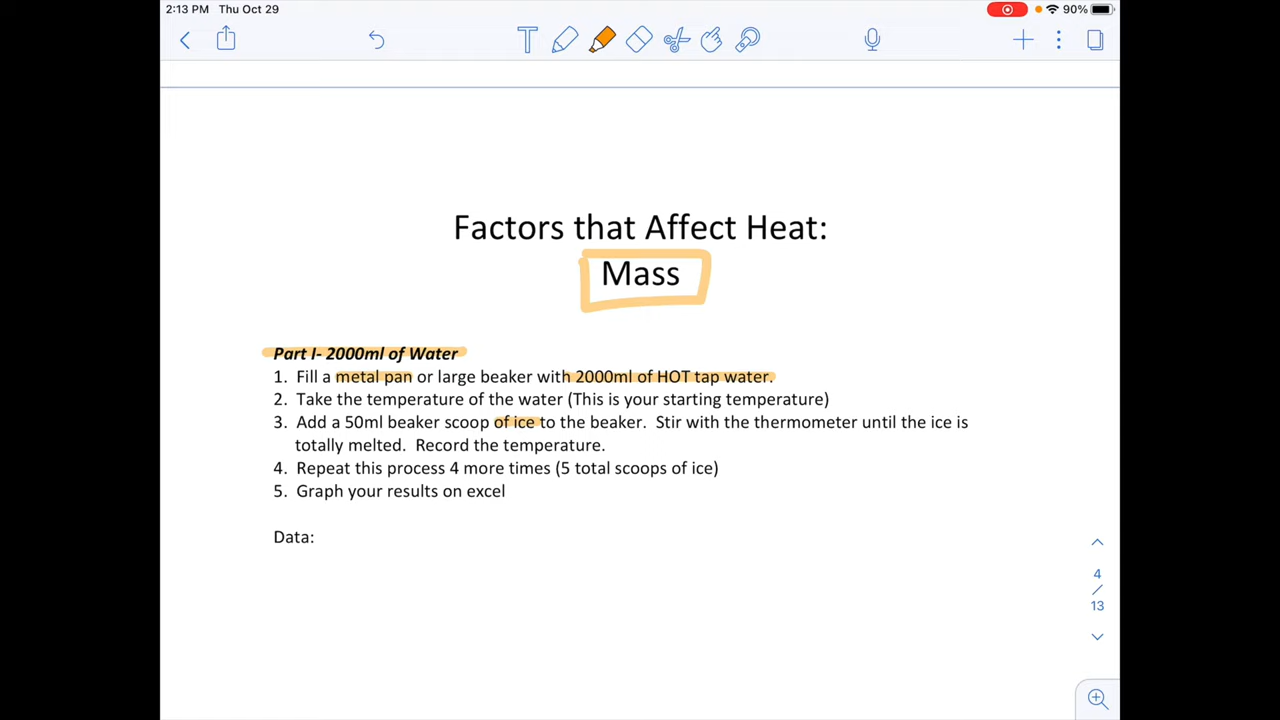 2:13 PM Thu Oct 29
90%
Factors that Affect Heat:
Mass
Part I- 2000ml of Water
1. Fill a metal pan or large beaker with 2000ml of HOT tap water.
2. Take the temperature of the water (This is your starting temperature)
3. Add a 50ml beaker scoop of ice to the beaker. Stir with the thermometer until the ice is
totally melted. Record the temperature.
4. Repeat this process 4 more times (5 total scoops of ice)
5. Graph your results on excel
Data:
4
/
13